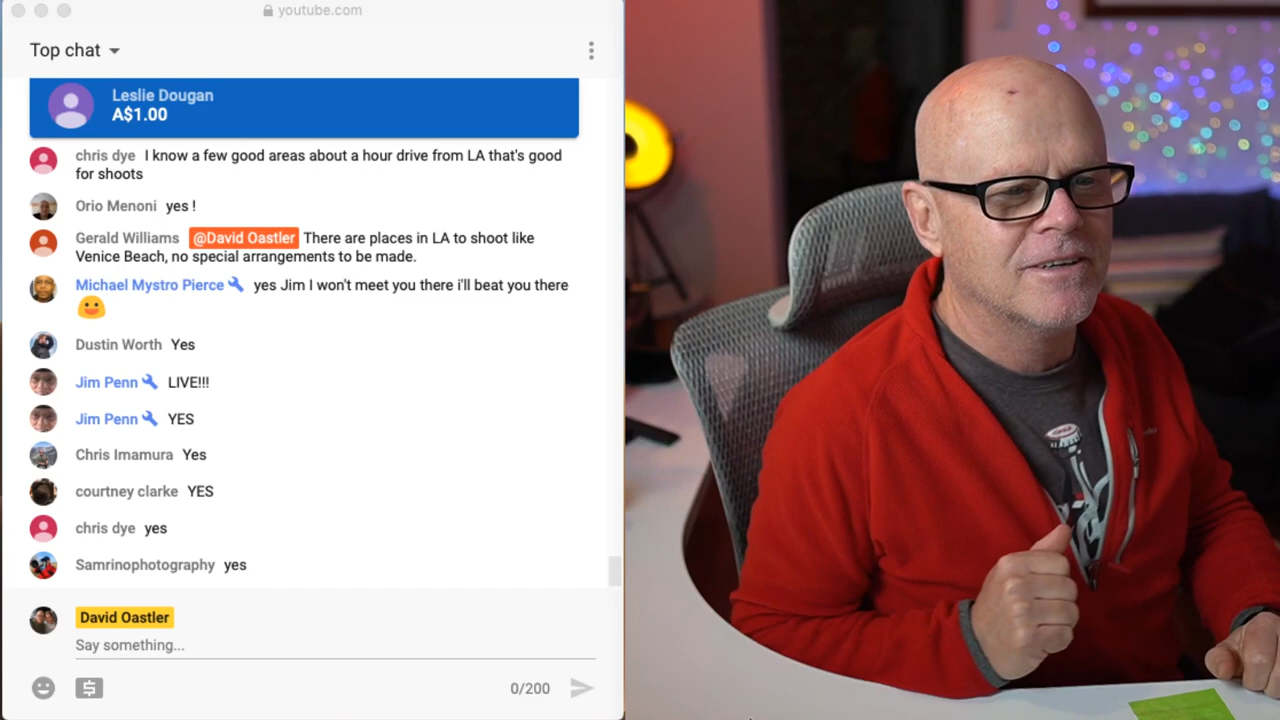 youtube.com
Top chat
Leslie Dougan
A$1.00
chris dye I know a few good areas about a hour drive from LA that's good
for shoots
Orio Menoni yes !
Gerald Williams @David Oastler There are places in LA to shoot like
Venice Beach, no special arrangements to be made.
Michael Mystro Pierce yes Jim I won't meet you there i'll beat you there
Dustin Worth Yes
Jim Penn LIVE!!!
Jim Penn YES
Chris Imamura Yes
courtney clarke YES
chris dye yes
Samrinophotography yes
David Oastler
Say something...
0/200